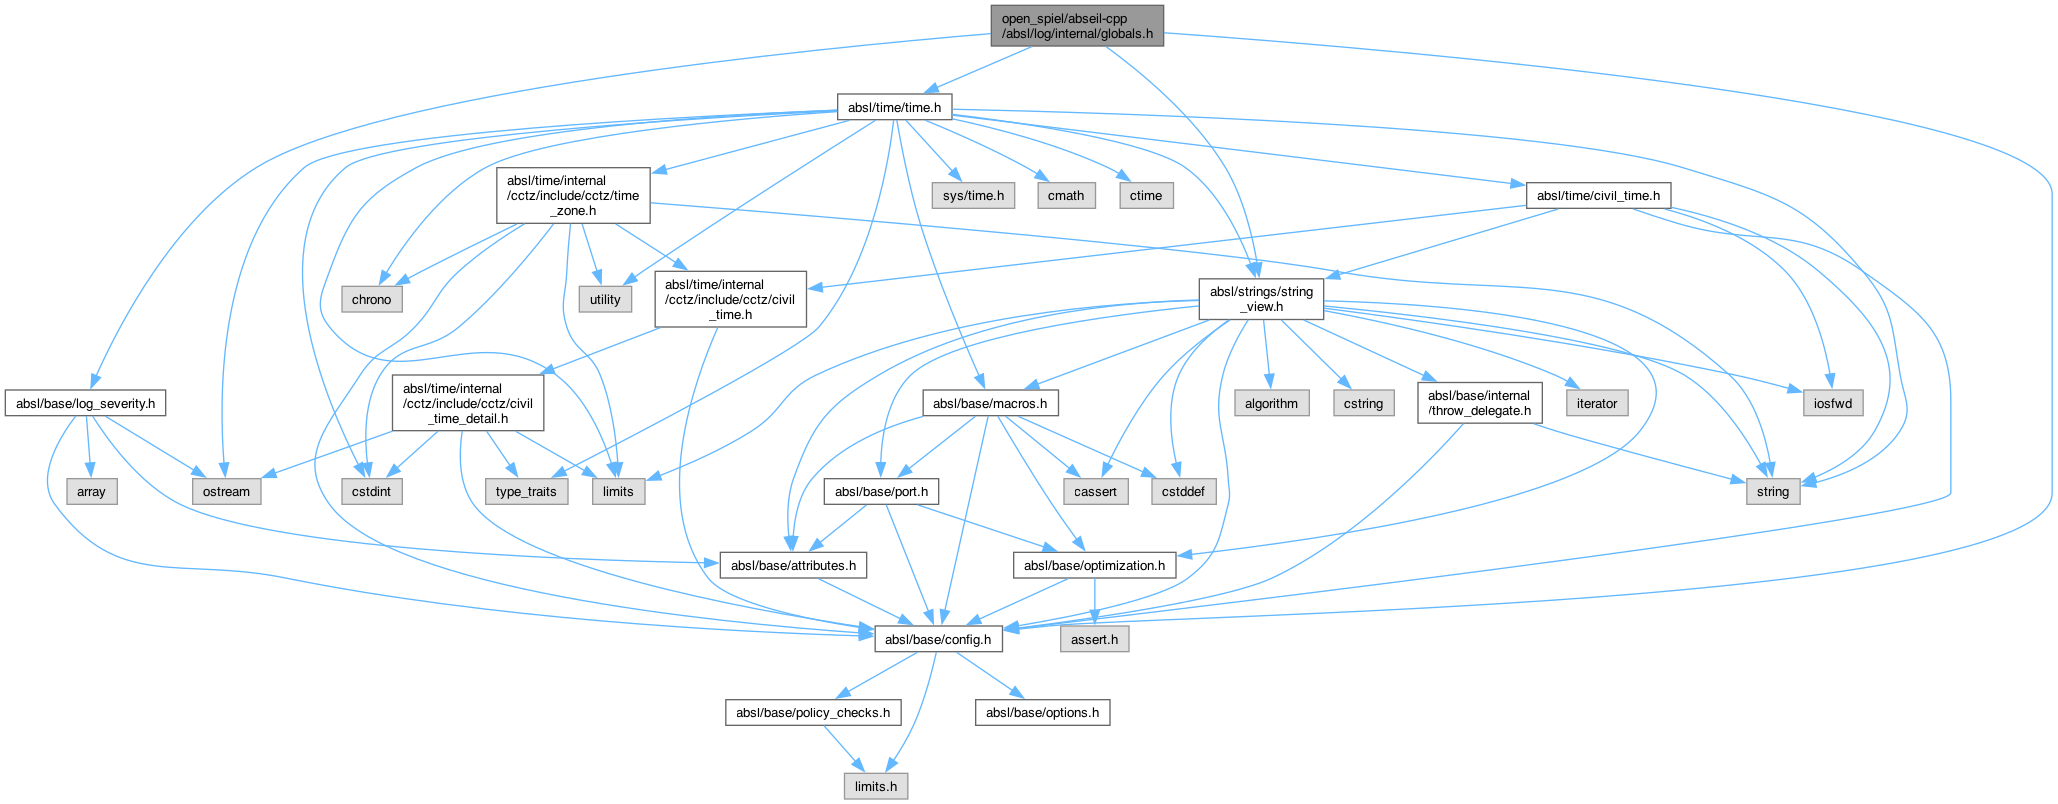 open_spiel/abseil-cpp
/absl/log/internal/globals.h
absl/time/time.h
absl/time/internal
/cctz/include/cctz/time
_zone.h
sys/time.h
cmath
ctime
absl/time/civil_time.h
chrono
utility
absl/time/internal
/cctz/include/cctz/civil
_time.h
absl/strings/string
_view.h
absl/base/log_severity.h
absl/time/internal
/cctz/include/cctz/civil
_time_detail.h
absl/base/macros.h
algorithm
cstring
absl/base/internal
/throw_delegate.h
iterator
iosfwd
array
ostream
cstdint
type_traits
limits
absl/base/port.h
cassert
cstddef
string
absl/base/attributes.h
absl/base/optimization.h
absl/base/config.h
assert.h
absl/base/policy_checks.h
absl/base/options.h
limits.h